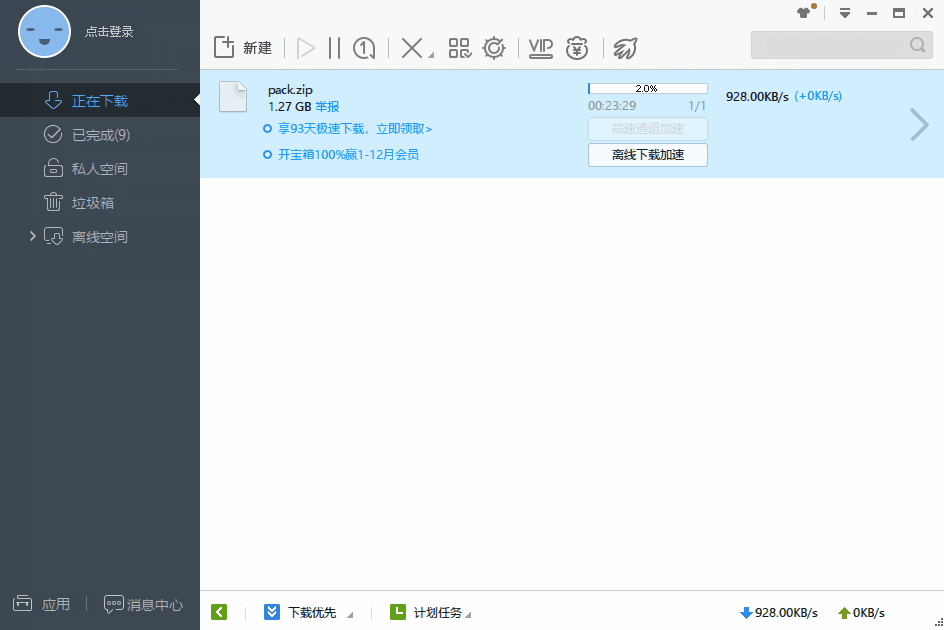 点击登录
正在下载
已完成(9)
私人空间
垃圾箱
离线空间
应用
消息中心
新建
VIP
pack.zip
1.27 GB 举报
享93天极速下载，立即领取>
开宝箱100%赢1-12月会员
2.0%
00:23:29 1/1
高速通道加速
离线下载加速
928.00KB/s (+0KB/s)
下载优先
计划任务
928.00KB/s
0KB/s